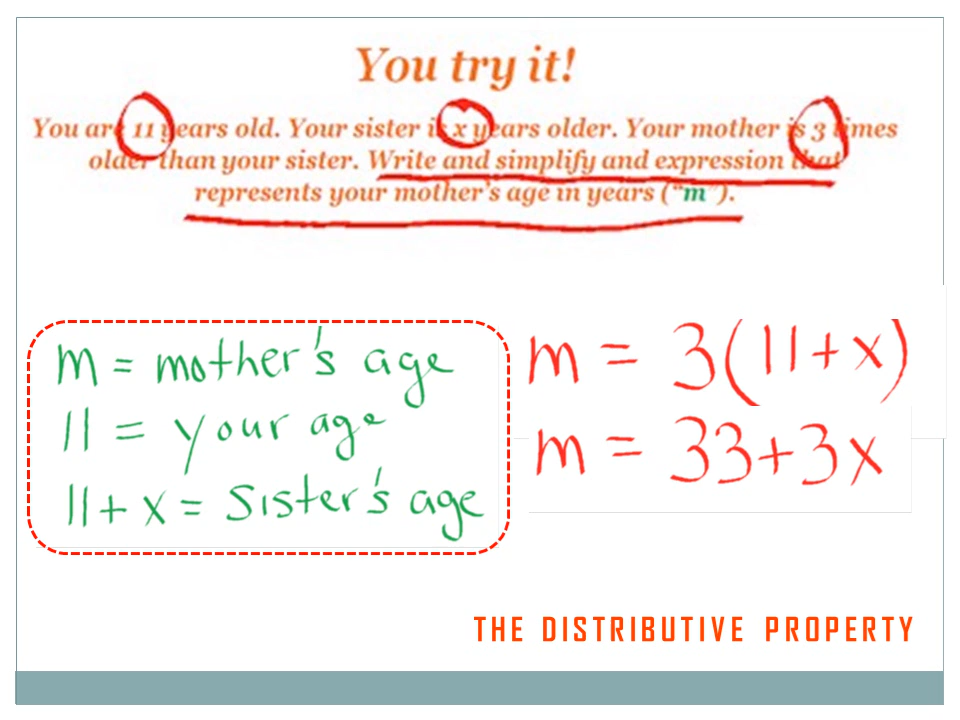 You try it!
You are 11 years old. Your sister is x years older. Your mother is 3 times
older than your sister. Write and simplify and expression that
represents your mother's age in years ("m").
m = mother's age
11 = your age
11 + x = Sister's age
m = 3(11+x)
m = 33+3x
THE DISTRIBUTIVE PROPERTY